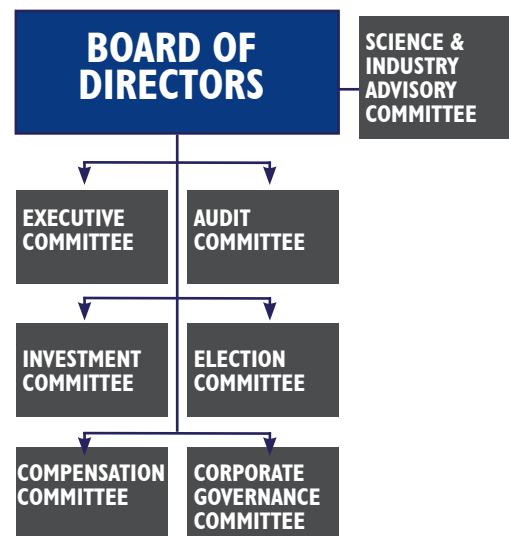 BOARD OF
DIRECTORS
SCIENCE &
INDUSTRY
ADVISORY
COMMITTEE
EXECUTIVE
COMMITTEE
AUDIT
COMMITTEE
INVESTMENT
COMMITTEE
ELECTION
COMMITTEE
COMPENSATION
COMMITTEE
CORPORATE
GOVERNANCE
COMMITTEE